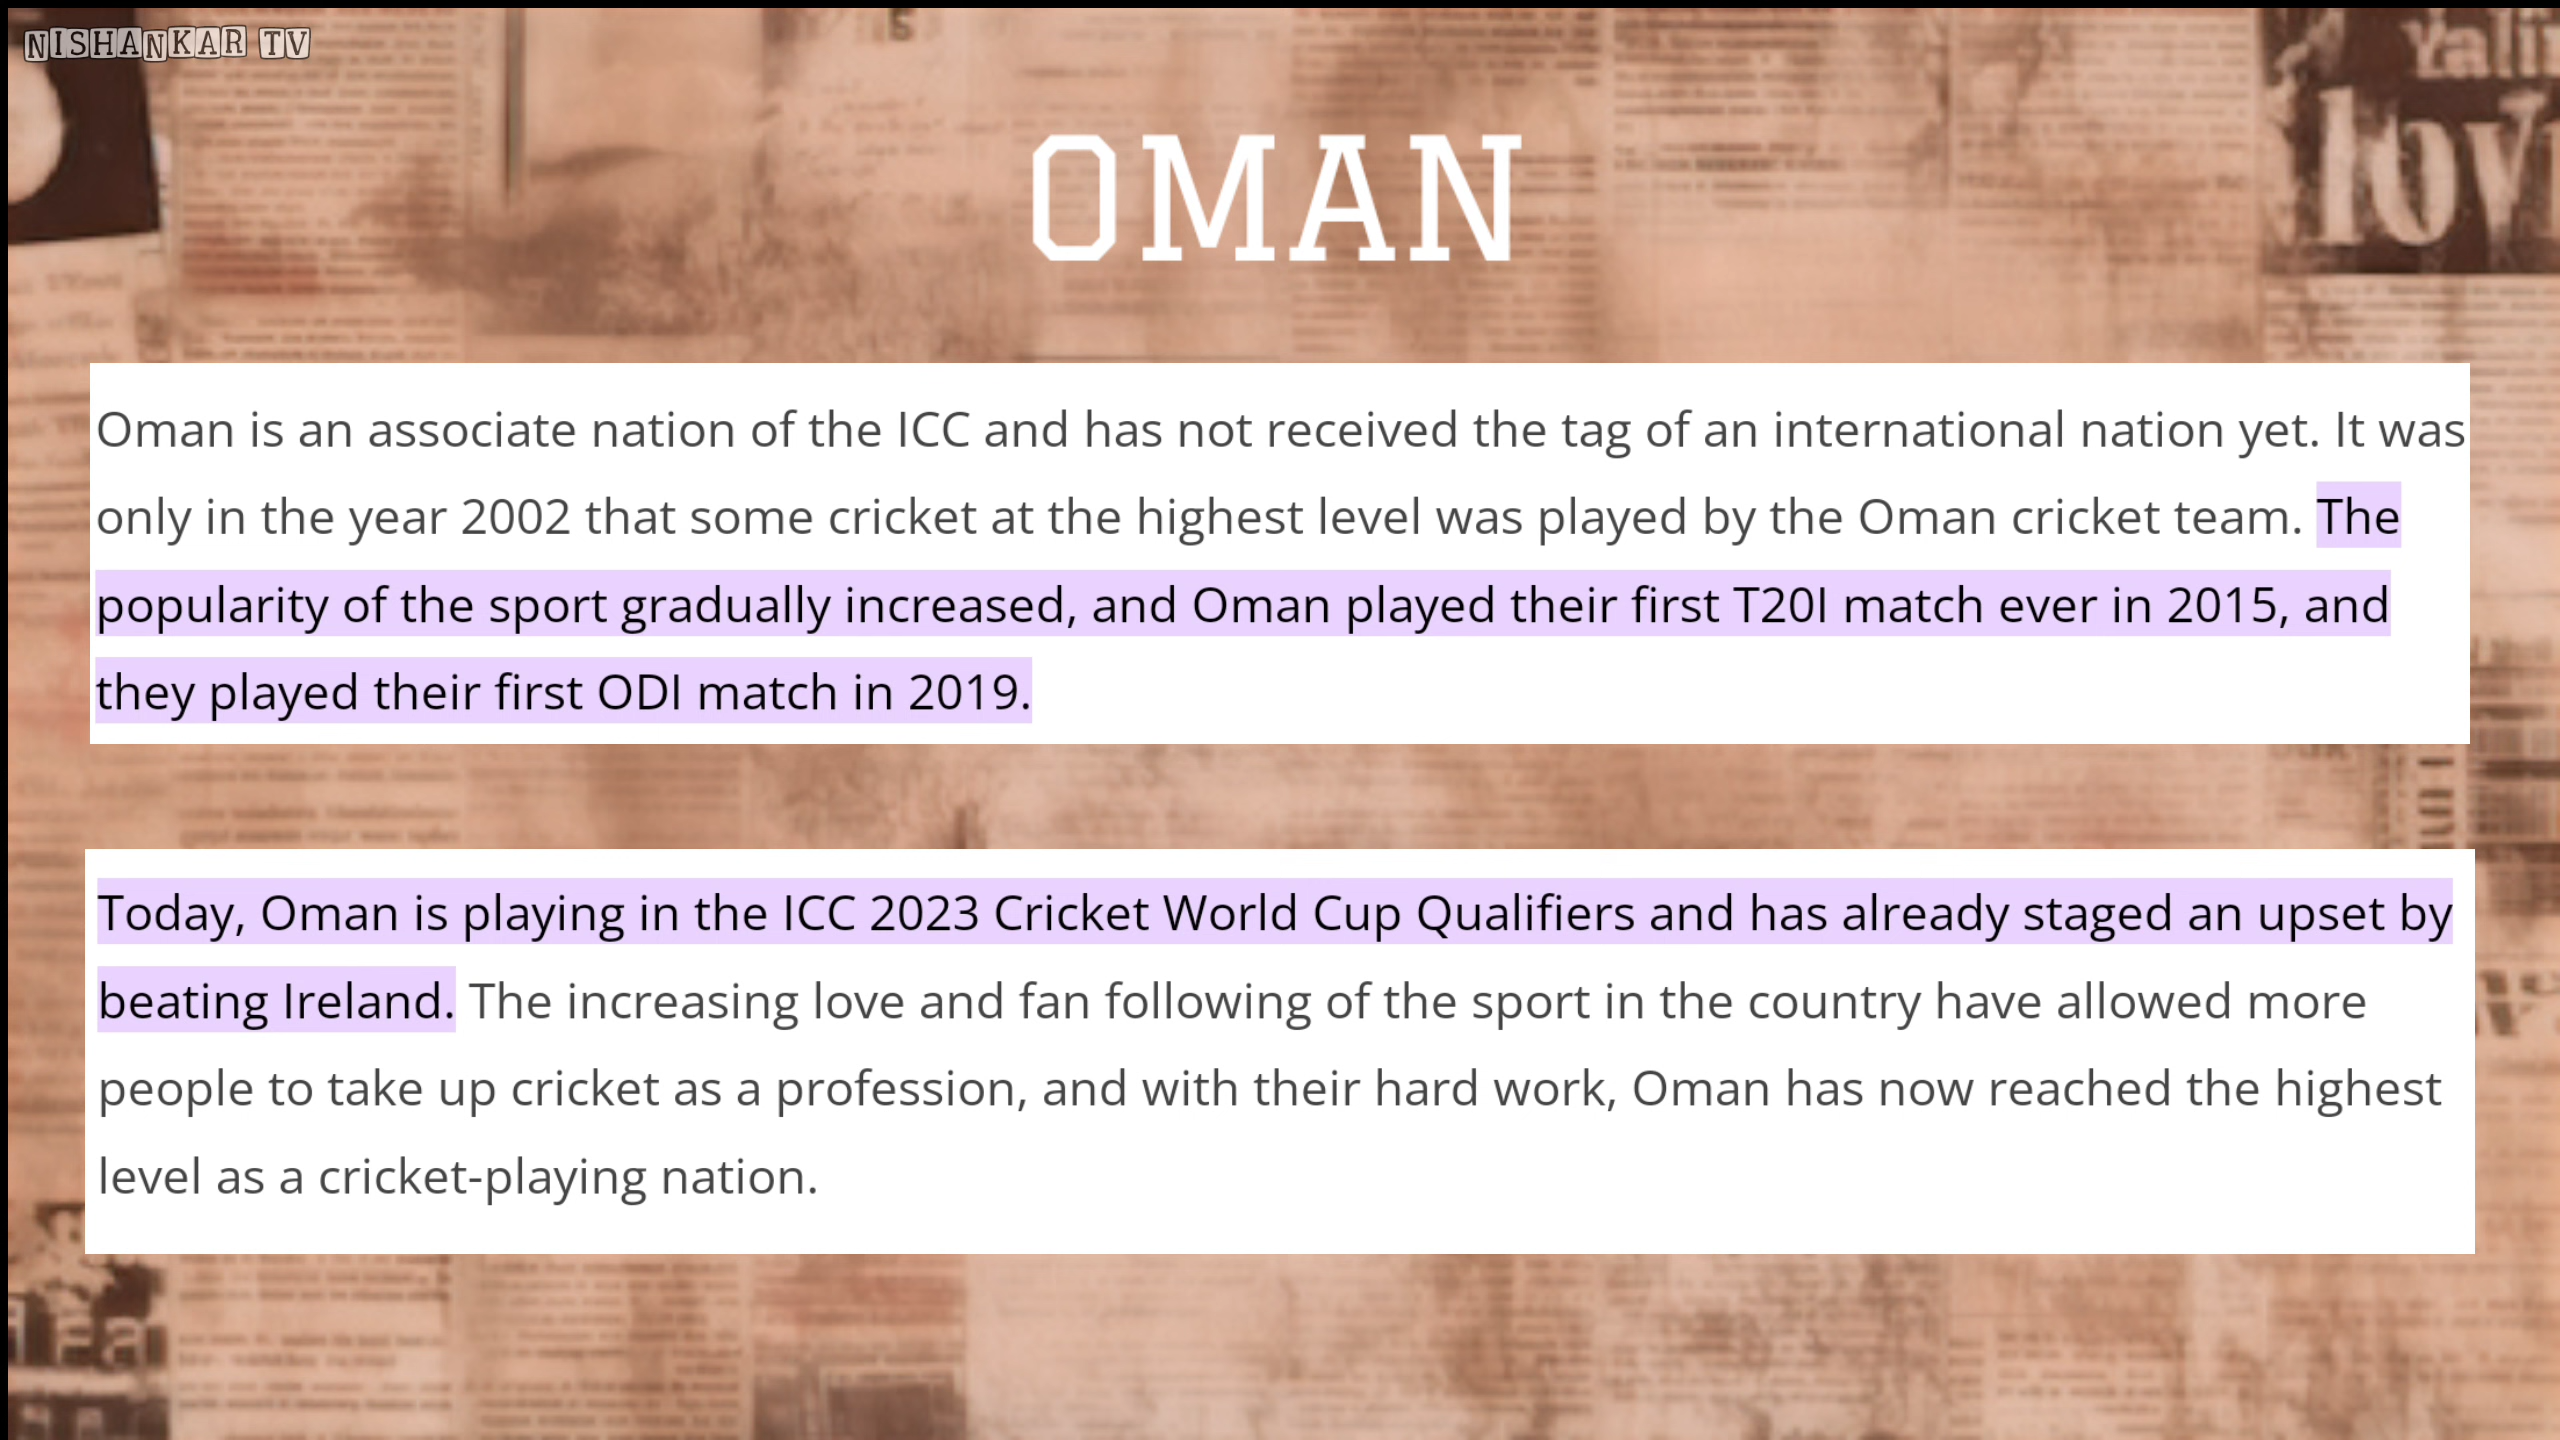 NISHANKAR TV
Yali
lov
OMAN
Oman is an associate nation of the ICC and has not received the tag of an international nation yet. It was
only in the year 2002 that some cricket at the highest level was played by the Oman cricket team. The
popularity of the sport gradually increased, and Oman played their first T20I match ever in 2015, and
they played their first ODI match in 2019.
Today, Oman is playing in the ICC 2023 Cricket World Cup Qualifiers and has already staged an upset by
beating Ireland. The increasing love and fan following of the sport in the country have allowed more
people to take up cricket as a profession, and with their hard work, Oman has now reached the highest
level as a cricket-playing nation.